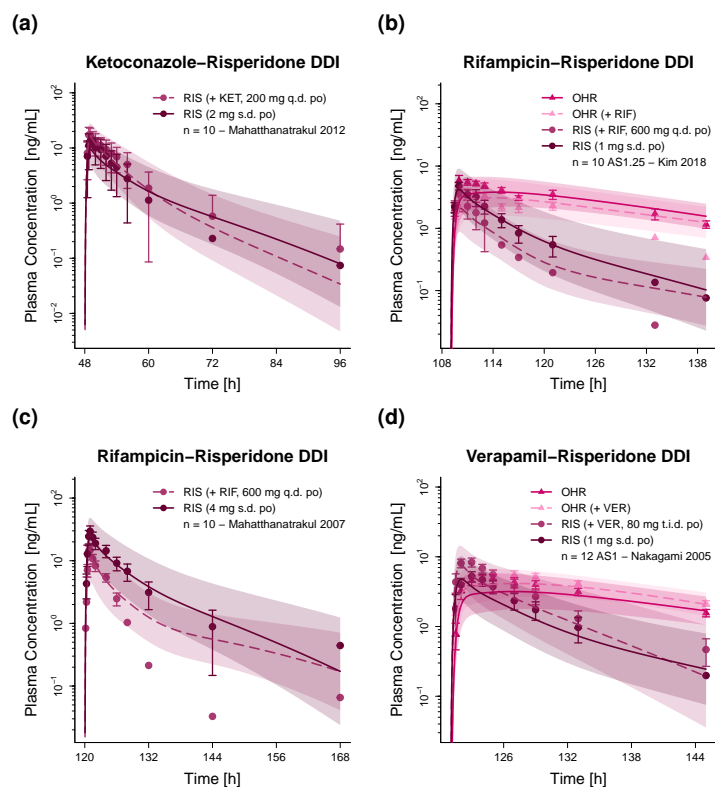 (a)
Ketoconazole−Risperidone DDI
RIS (+ KET, 200 mg q.d. po)
RIS (2 mg s.d. po)
n = 10 − Mahatthanatrakul 2012
Plasma Concentration [ng/mL]
10²
10¹
10⁰
10⁻¹
10⁻²
48 60 72 84 96
Time [h]
(b)
Rifampicin−Risperidone DDI
OHR
OHR (+ RIF)
RIS (+ RIF, 600 mg q.d. po)
RIS (1 mg s.d. po)
n = 10 AS1.25 − Kim 2018
Plasma Concentration [ng/mL]
10²
10¹
10⁰
10⁻¹
108 114 120 126 132 138
Time [h]
(c)
Rifampicin−Risperidone DDI
RIS (+ RIF, 600 mg q.d. po)
RIS (4 mg s.d. po)
n = 10 − Mahatthanatrakul 2007
Plasma Concentration [ng/mL]
10²
10¹
10⁰
10⁻¹
120 132 144 156 168
Time [h]
(d)
Verapamil−Risperidone DDI
OHR
OHR (+ VER)
RIS (+ VER, 80 mg t.i.d. po)
RIS (1 mg s.d. po)
n = 12 AS1 − Nakagami 2005
Plasma Concentration [ng/mL]
10²
10¹
10⁰
10⁻¹
126 132 138 144
Time [h]